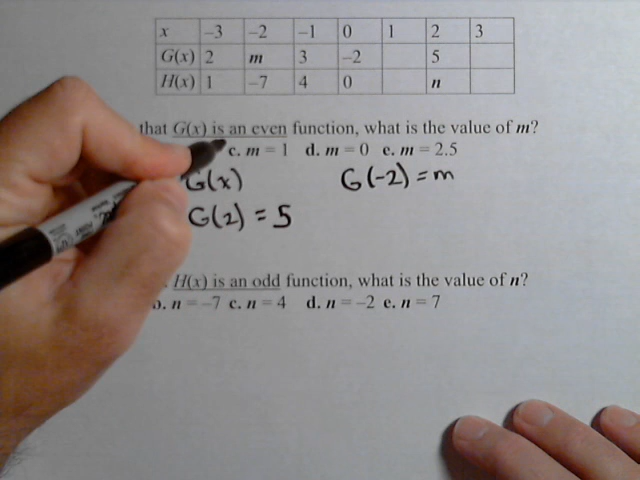 x –3 –2 –1 0 1 2 3
G(x) 2 m 3 –2 5
H(x) 1 –7 4 0 n
that G(x) is an even function, what is the value of m?
c. m = 1 d. m = 0 e. m = 2.5
G(x) G(-2) = m
G(2) = 5
H(x) is an odd function, what is the value of n?
b. n = –7 c. n = 4 d. n = –2 e. n = 7